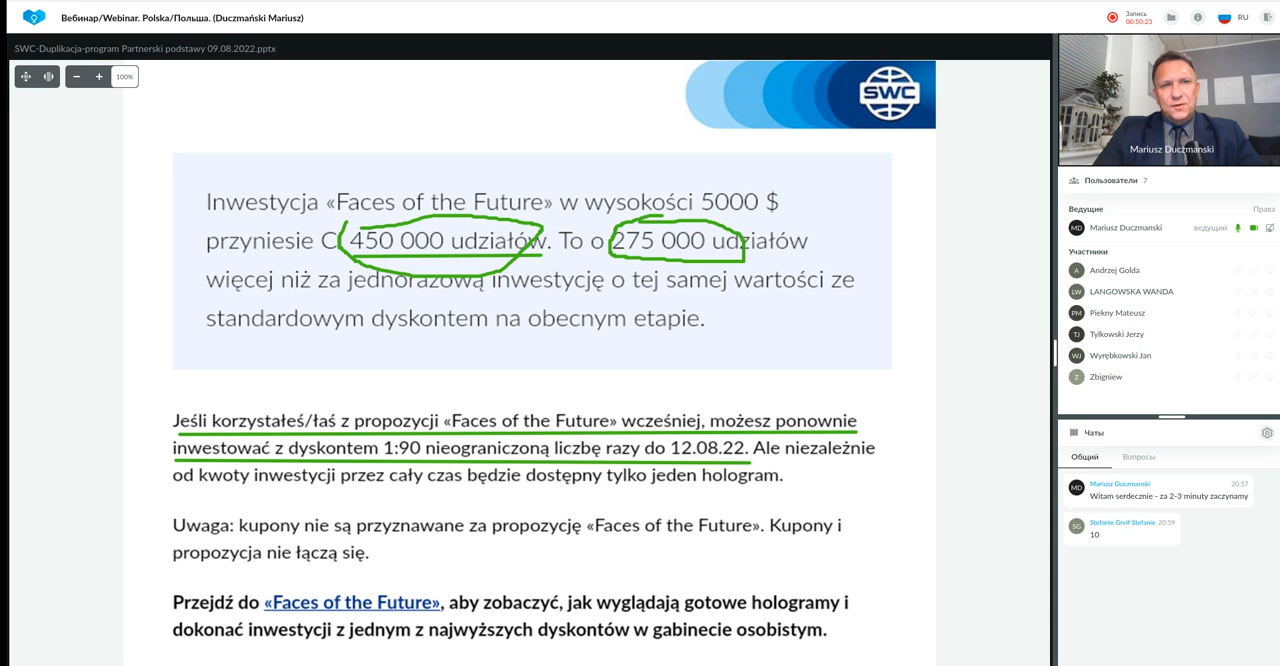 Вебинар/Webinar. Polska/Польша. (Duczmański Mariusz)
Запись
00:50:23
RU
SWC-Duplikacja-program Partnerski podstawy 09.08.2022.pptx
100%
SWC
Inwestycja «Faces of the Future» w wysokości 5000 $
przyniesie Ci 450 000 udziałów. To o 275 000 udziałów
więcej niż za jednorazową inwestycję o tej samej wartości ze
standardowym dyskontem na obecnym etapie.
Jeśli korzystałeś/łaś z propozycji «Faces of the Future» wcześniej, możesz ponownie
inwestować z dyskontem 1:90 nieograniczoną liczbę razy do 12.08.22. Ale niezależnie
od kwoty inwestycji przez cały czas będzie dostępny tylko jeden hologram.
Uwaga: kupony nie są przyznawane za propozycję «Faces of the Future». Kupony i
propozycja nie łączą się.
Przejdź do «Faces of the Future», aby zobaczyć, jak wyglądają gotowe hologramy i
dokonać inwestycji z jednym z najwyższych dyskontów w gabinecie osobistym.
Mariusz Duczmanski
Пользователи 7
Ведущие Права
MD Mariusz Duczmanski ведущий
Участники
A Andrzej Golda
LW LANGOWSKA WANDA
PM Piekny Mateusz
TJ Tylkowski Jerzy
WJ Wyrębkowski Jan
Z Zbigniew
Чаты
Общий Вопросы
MD Mariusz Duczmanski 20:57
Witam serdecznie - za 2-3 minuty zaczynamy
SG Stefanie Greif Stefanie 20:59
10